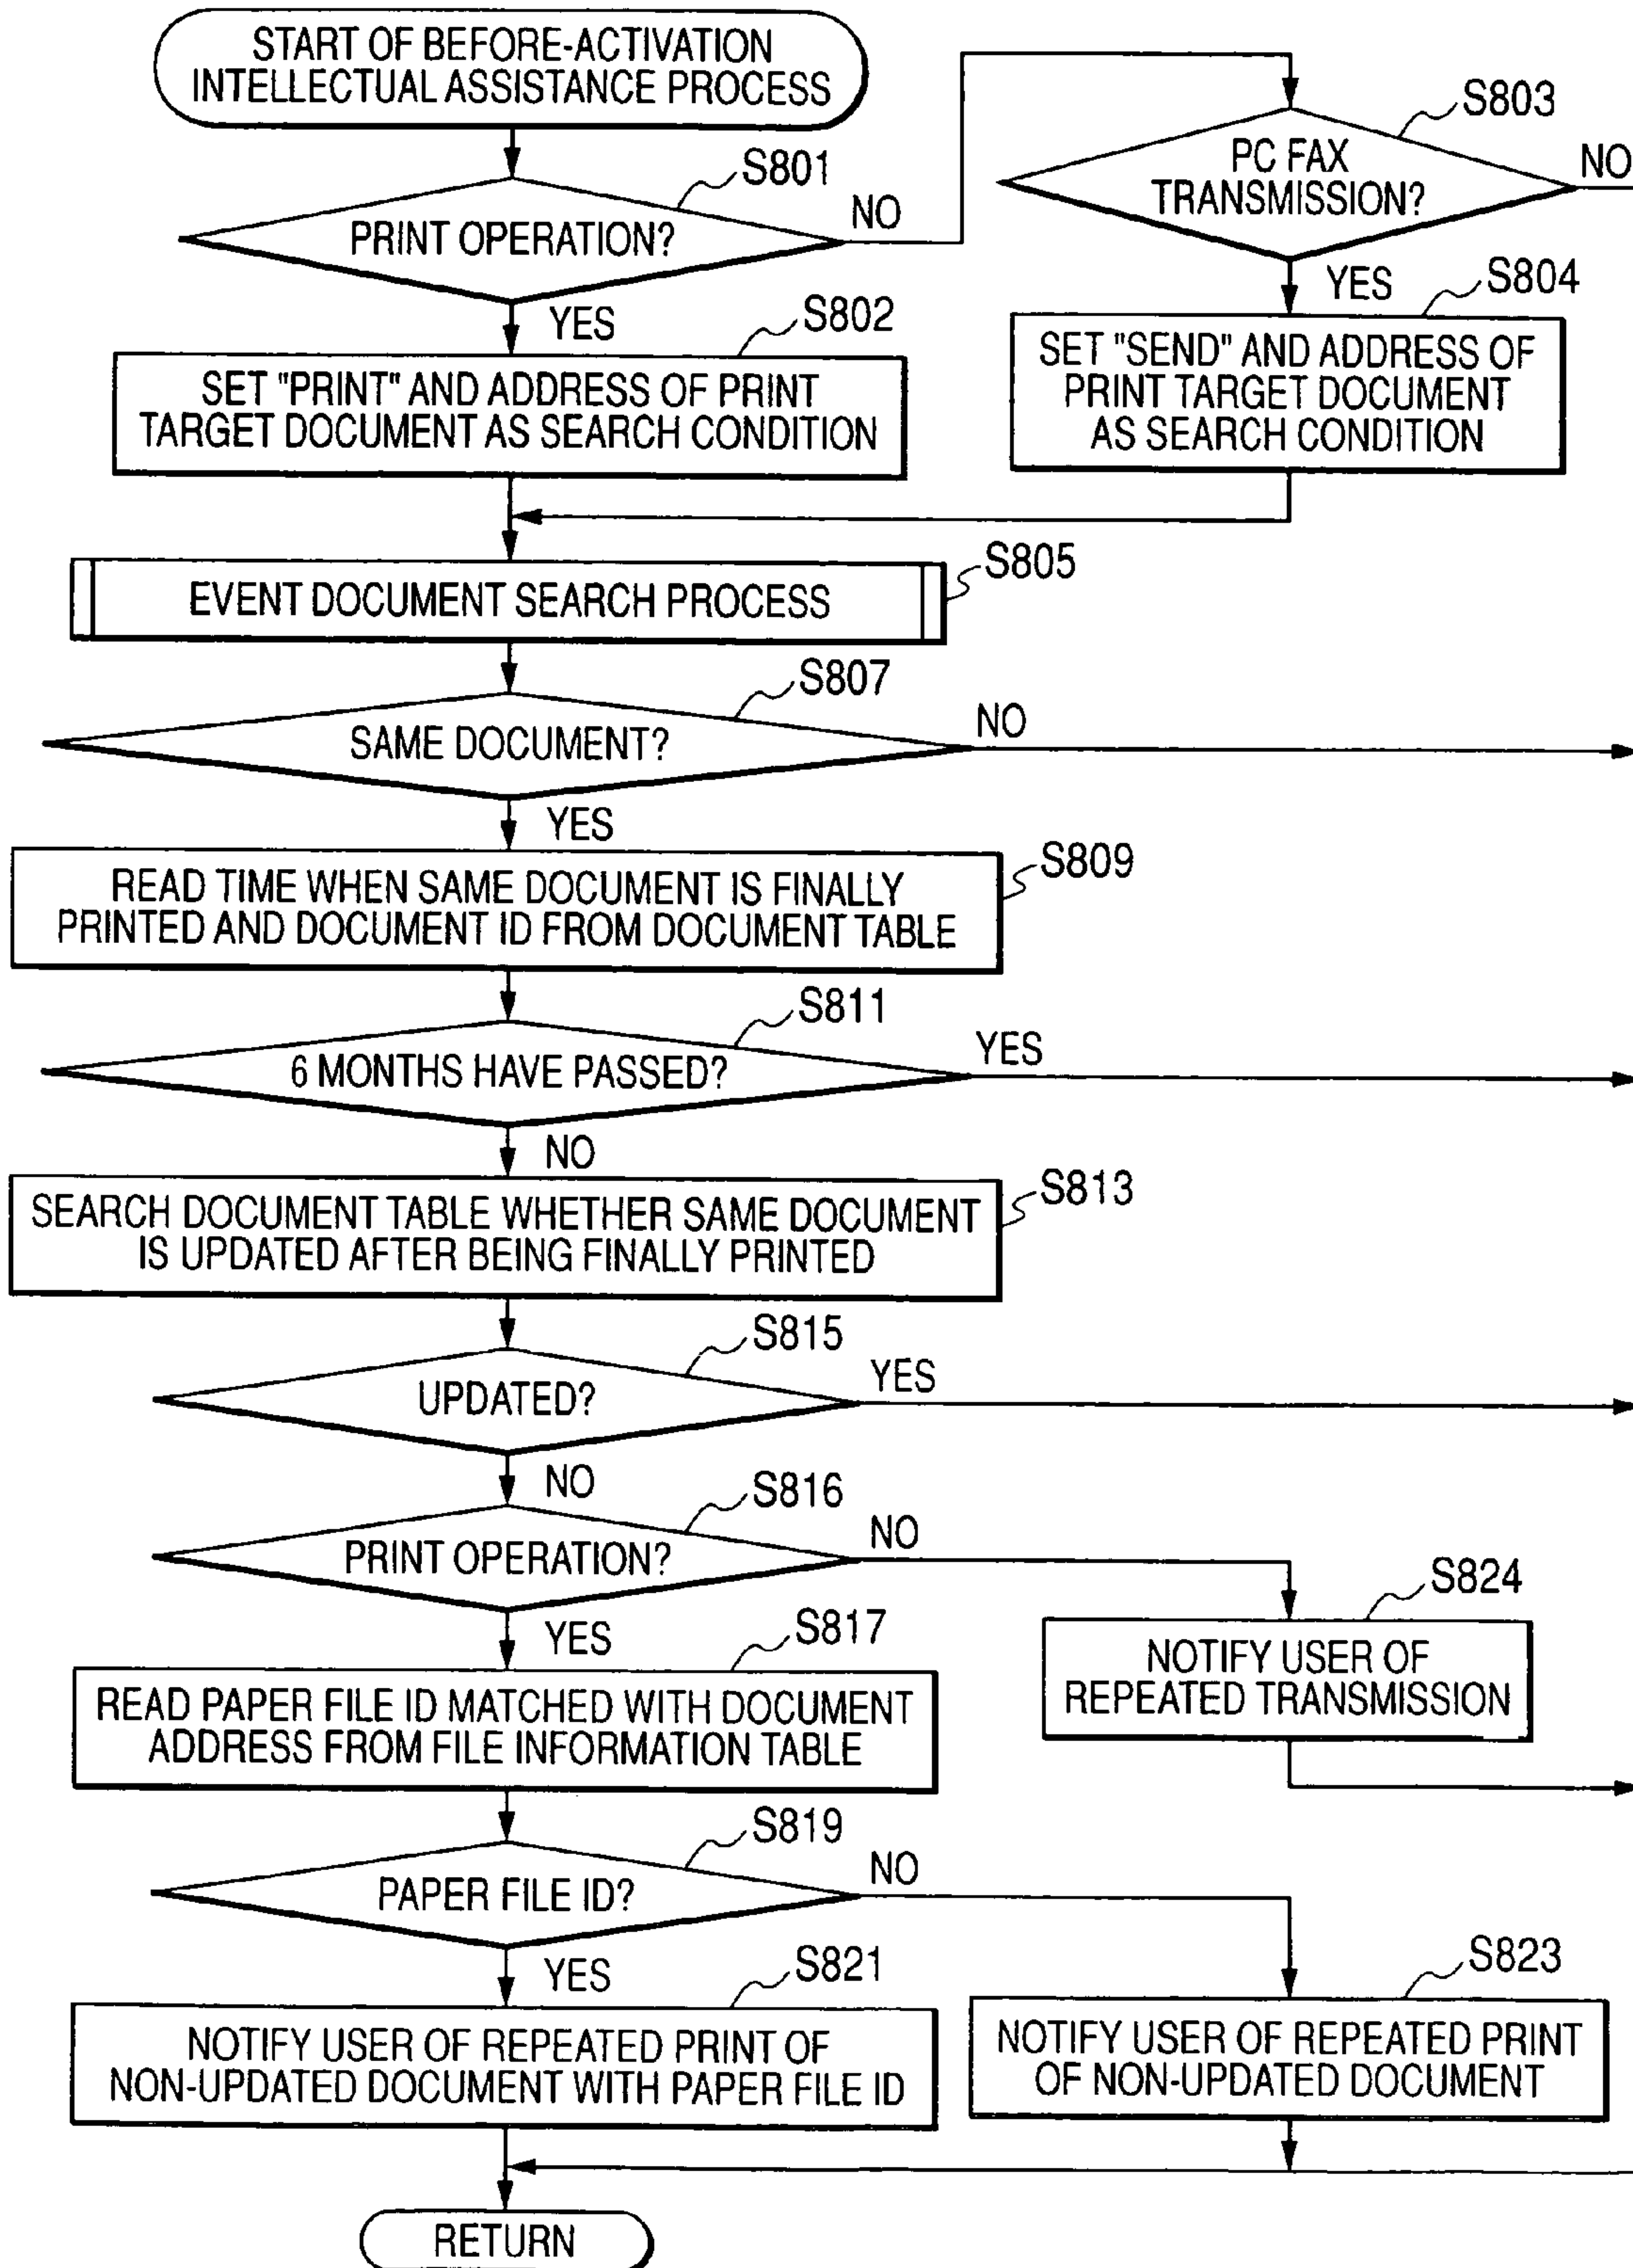 START OF BEFORE-ACTIVATION
INTELLECTUAL ASSISTANCE PROCESS
S801
PRINT OPERATION?
NO
YES
S803
PC FAX
TRANSMISSION?
NO
YES
S802
SET "PRINT" AND ADDRESS OF PRINT
TARGET DOCUMENT AS SEARCH CONDITION
S804
SET "SEND" AND ADDRESS OF
PRINT TARGET DOCUMENT
AS SEARCH CONDITION
S805
EVENT DOCUMENT SEARCH PROCESS
S807
SAME DOCUMENT?
NO
YES
S809
READ TIME WHEN SAME DOCUMENT IS FINALLY
PRINTED AND DOCUMENT ID FROM DOCUMENT TABLE
S811
6 MONTHS HAVE PASSED?
YES
NO
S813
SEARCH DOCUMENT TABLE WHETHER SAME DOCUMENT
IS UPDATED AFTER BEING FINALLY PRINTED
S815
UPDATED?
YES
NO
S816
PRINT OPERATION?
NO
YES
S824
NOTIFY USER OF
REPEATED TRANSMISSION
S817
READ PAPER FILE ID MATCHED WITH DOCUMENT
ADDRESS FROM FILE INFORMATION TABLE
S819
PAPER FILE ID?
NO
YES
S821
NOTIFY USER OF REPEATED PRINT OF
NON-UPDATED DOCUMENT WITH PAPER FILE ID
S823
NOTIFY USER OF REPEATED PRINT
OF NON-UPDATED DOCUMENT
RETURN